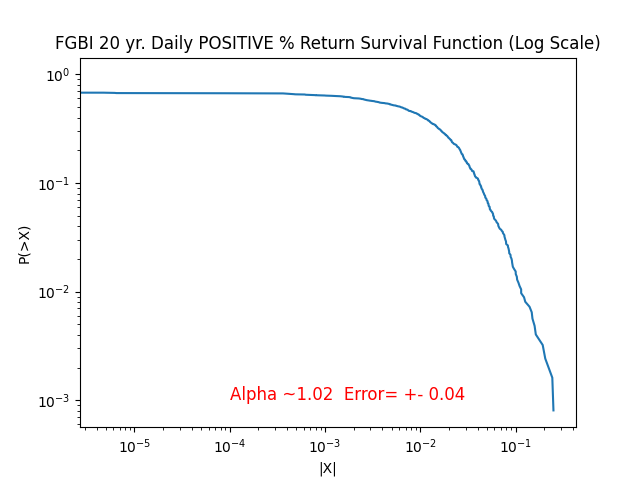 FGBI 20 yr. Daily POSITIVE % Return Survival Function (Log Scale)
P(>X)
10⁰
10⁻¹
10⁻²
10⁻³
Alpha ~1.02  Error= +- 0.04
10⁻⁵ 10⁻⁴ 10⁻³ 10⁻² 10⁻¹
|X|